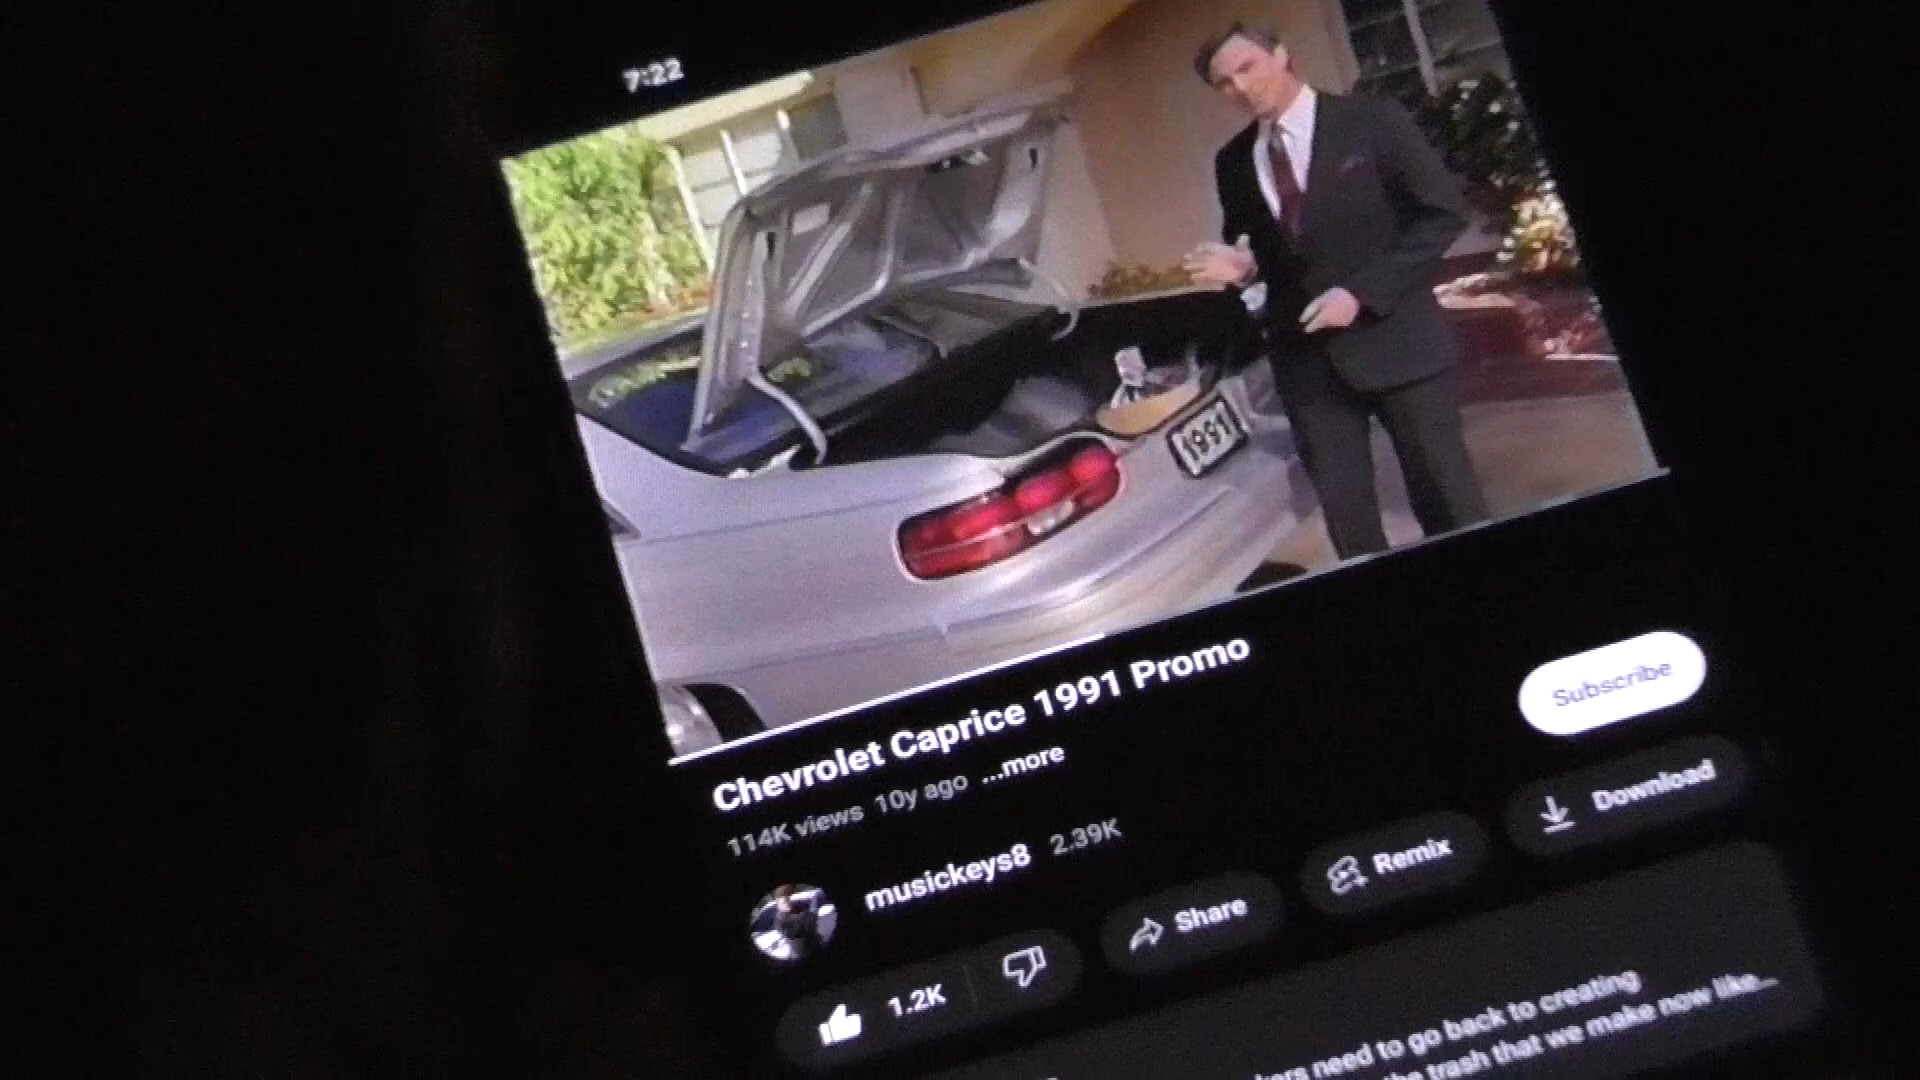 7:22
1991
Chevrolet Caprice 1991 Promo
114K views 10y ago ...more
musickeys8 2.39K
Subscribe
1.2K
Share
Remix
Download
need to go back to creating
the trash that we make now like...